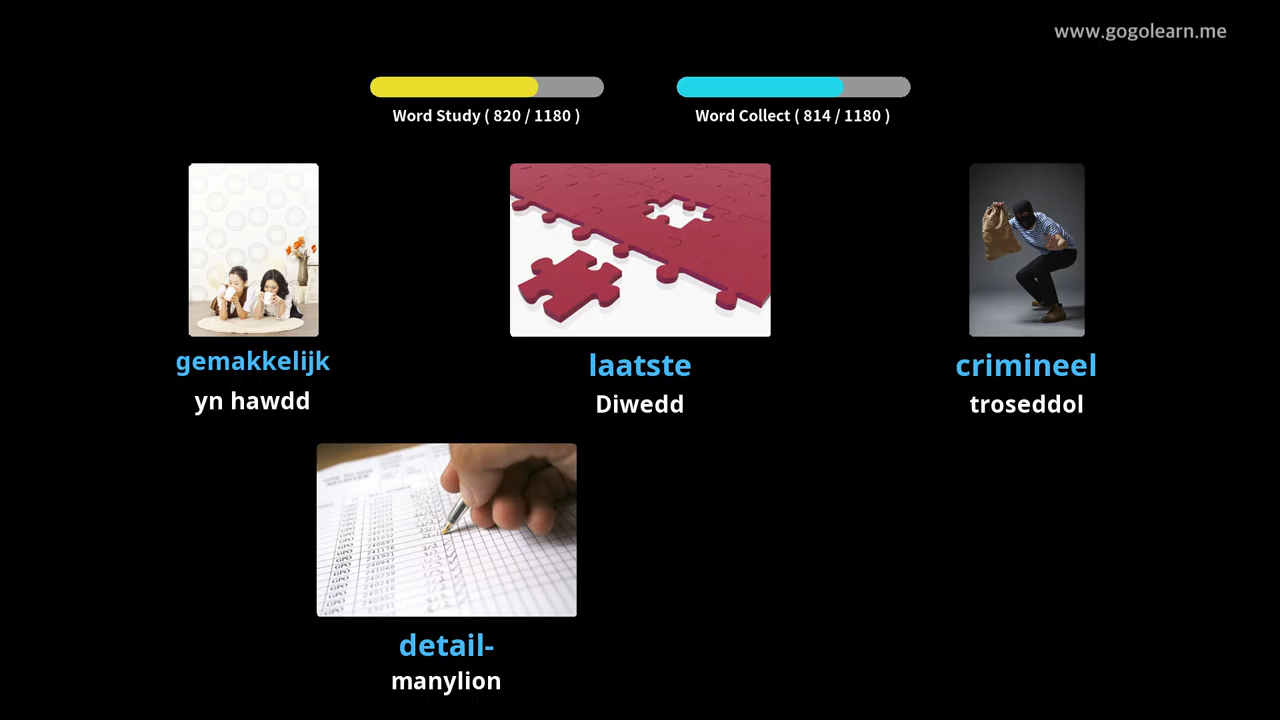 www.gogolearn.me
Word Study ( 820 / 1180 )
Word Collect ( 814 / 1180 )
gemakkelijk
yn hawdd
laatste
Diwedd
crimineel
troseddol
detail-
manylion